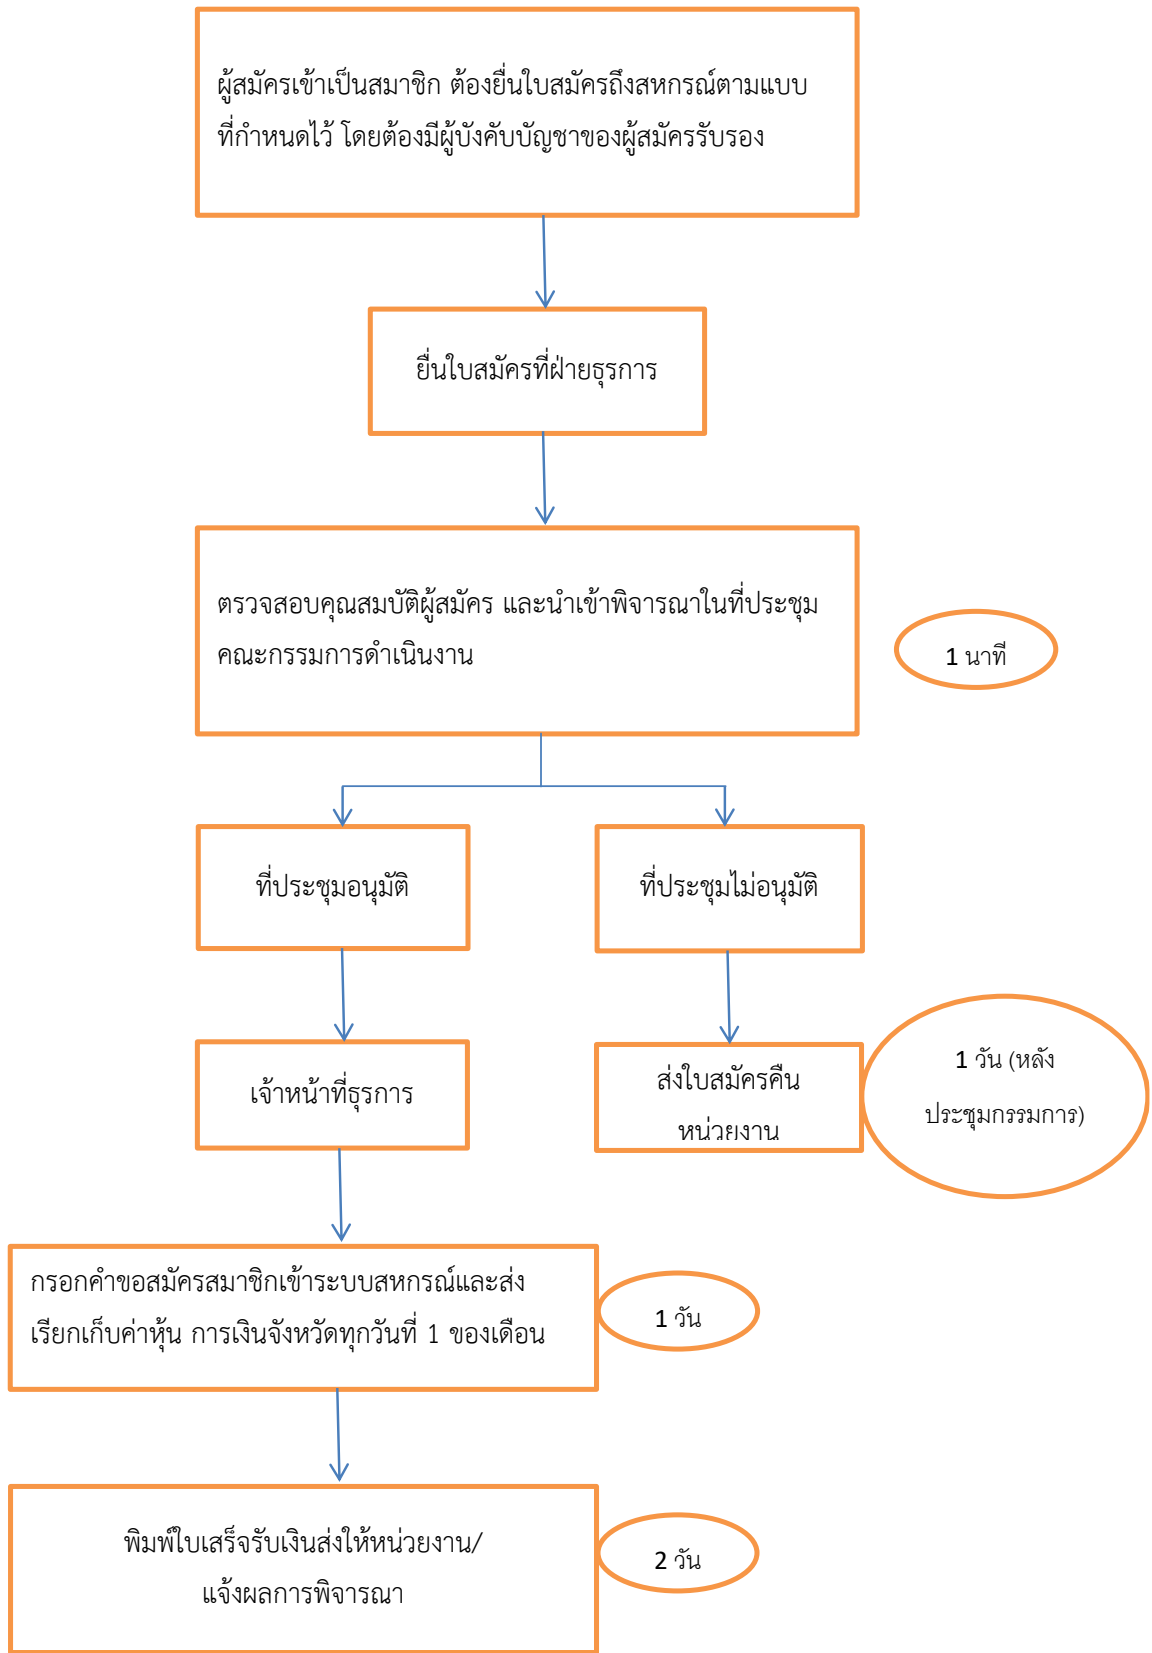 ผู้สมัครเข้าเป็นสมาชิก ต้องยื่นใบสมัครถึงสหกรณ์ตามแบบ
ที่กำหนดไว้ โดยต้องมีผู้บังคับบัญชาของผู้สมัครรับรอง
ยื่นใบสมัครที่ฝ่ายธุรการ
ตรวจสอบคุณสมบัติผู้สมัคร และนำเข้าพิจารณาในที่ประชุม
คณะกรรมการดำเนินงาน
1 นาที
ที่ประชุมอนุมัติ
ที่ประชุมไม่อนุมัติ
เจ้าหน้าที่ธุรการ
ส่งใบสมัครคืน
หน่วยงาน
1 วัน (หลัง
ประชุมกรรมการ)
กรอกคำขอสมัครสมาชิกเข้าระบบสหกรณ์และส่ง
เรียกเก็บค่าหุ้น การเงินจังหวัดทุกวันที่ 1 ของเดือน
1 วัน
พิมพ์ใบเสร็จรับเงินส่งให้หน่วยงาน/
แจ้งผลการพิจารณา
2 วัน